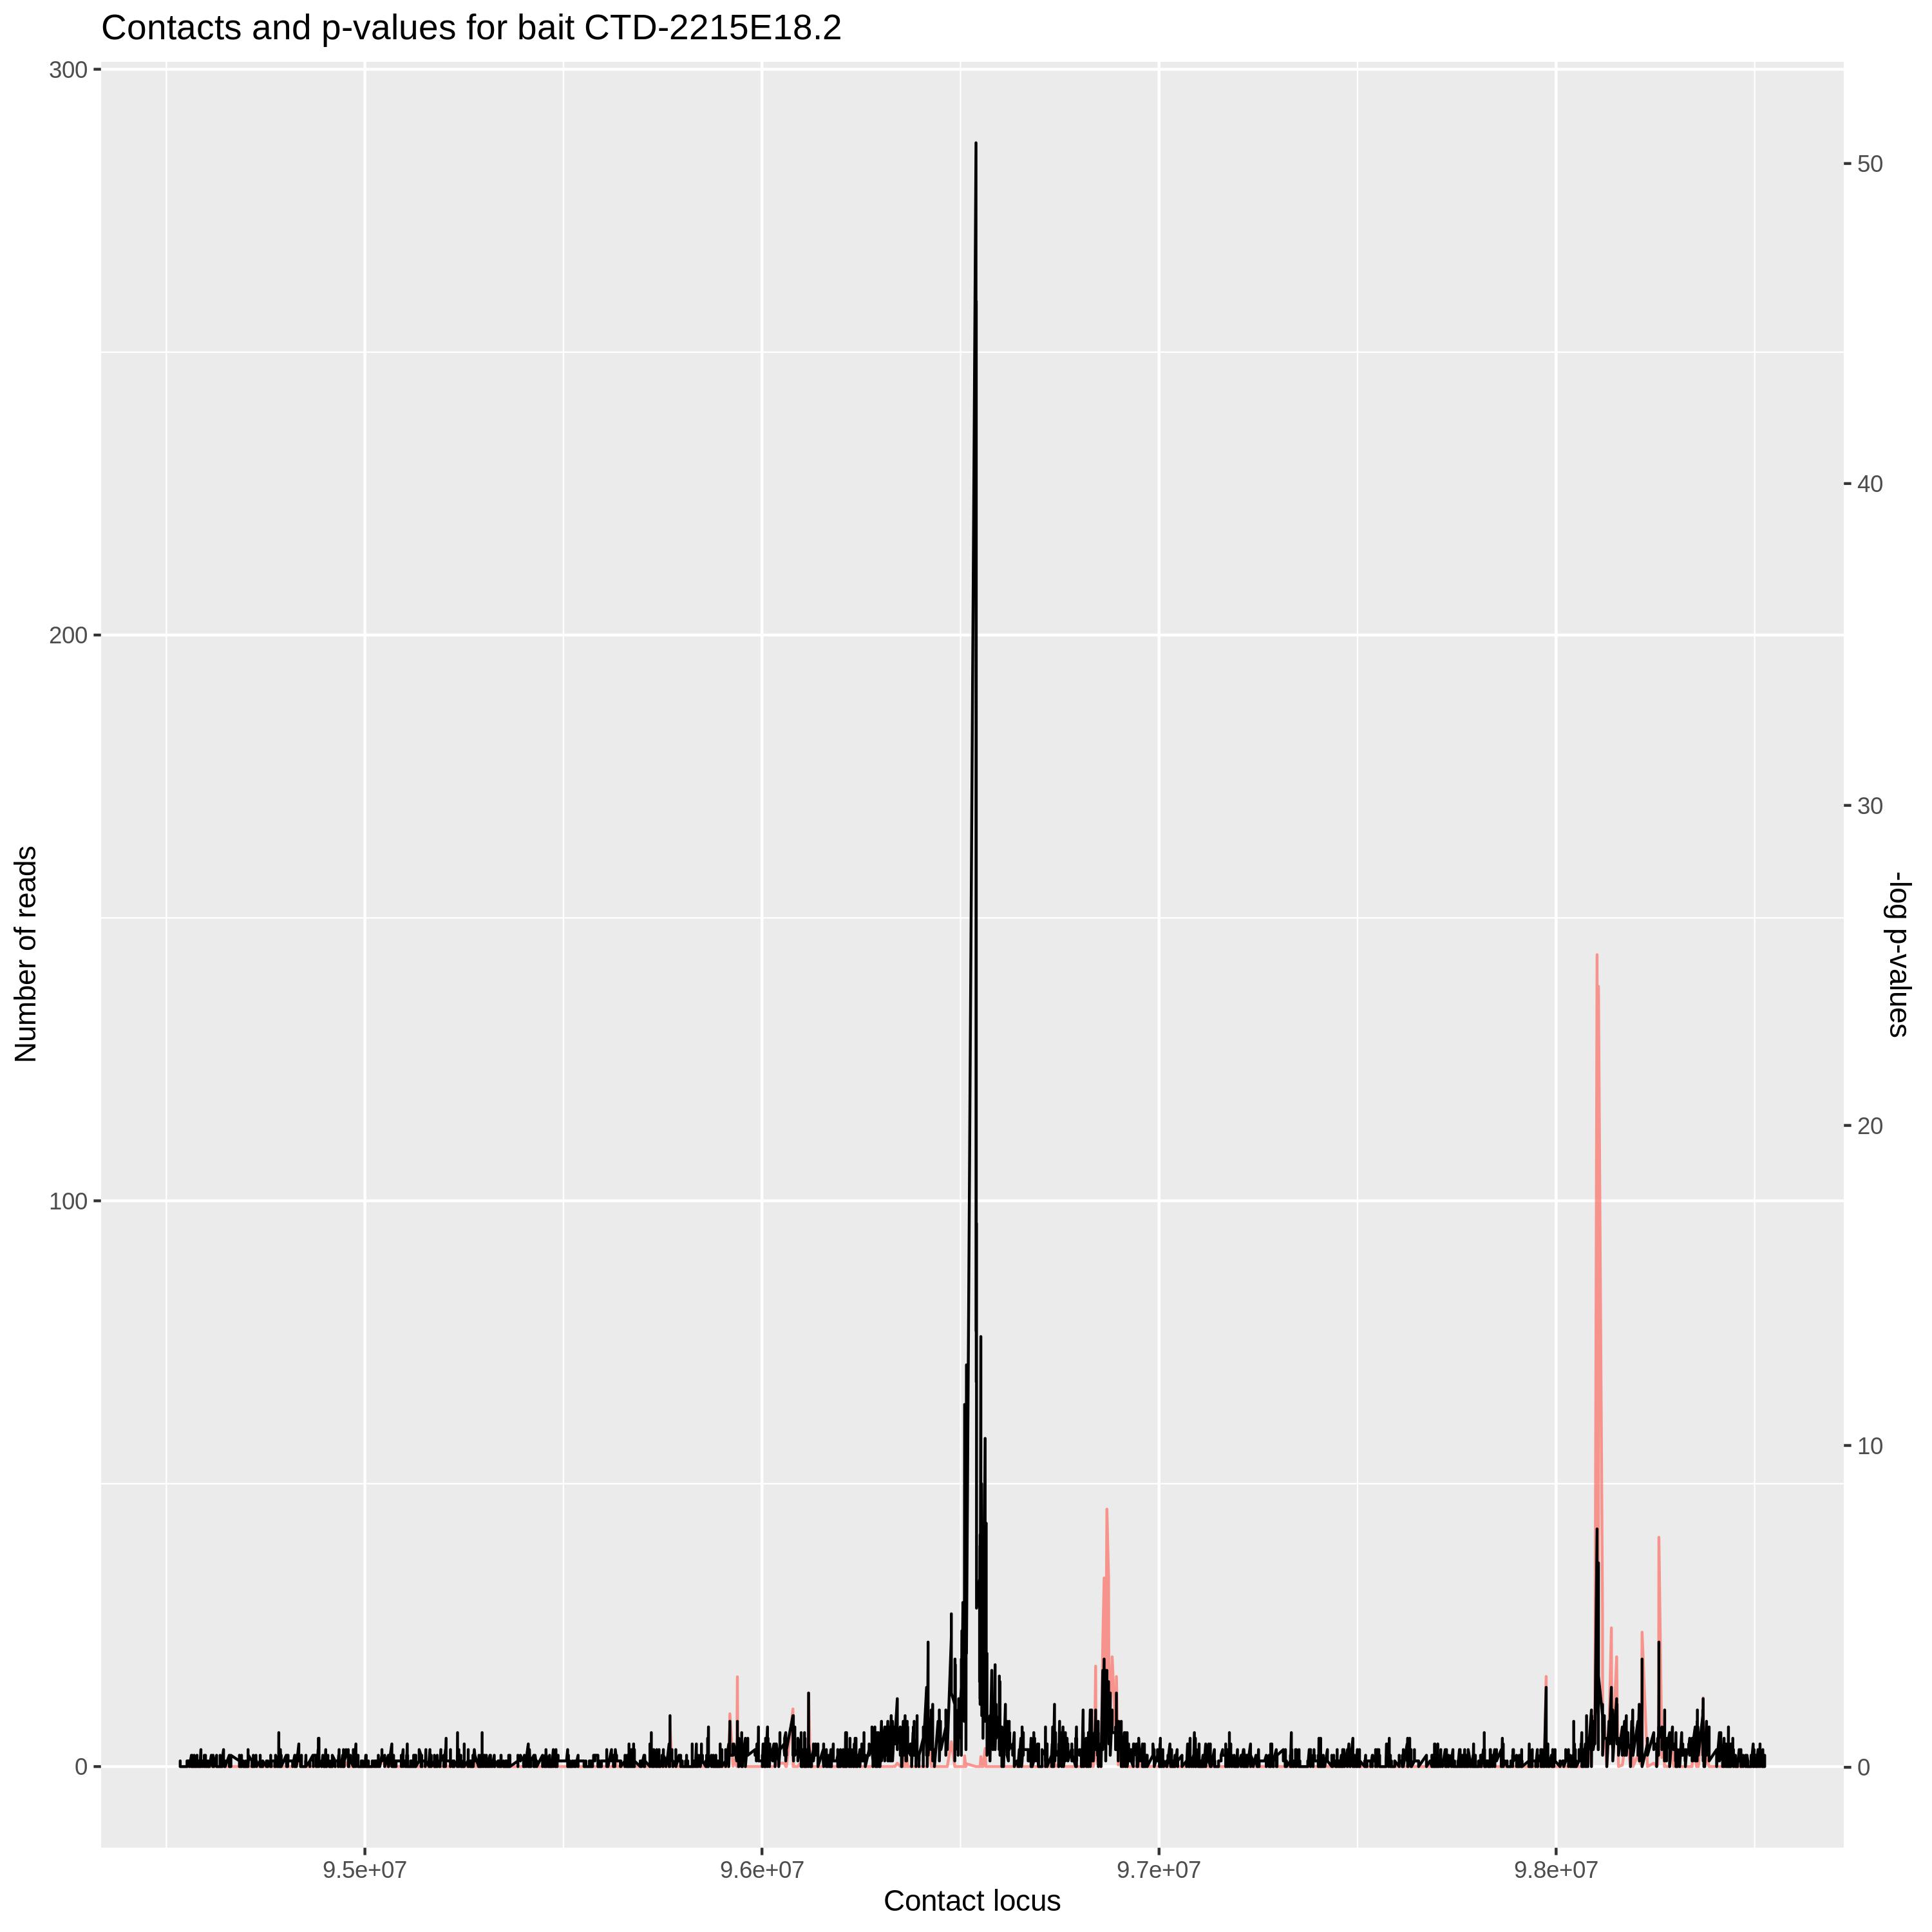 Contacts and p-values for bait CTD-2215E18.2
300
200
100
0
Number of reads
50
40
30
20
10
0
-log p-values
9.5e+07
9.6e+07
9.7e+07
9.8e+07
Contact locus